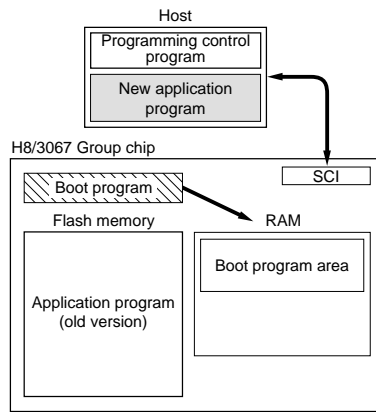 Host
Programming control
program
New application
program
H8/3067 Group chip
SCI
Boot program
Flash memory
RAM
Boot program area
Application program
(old version)